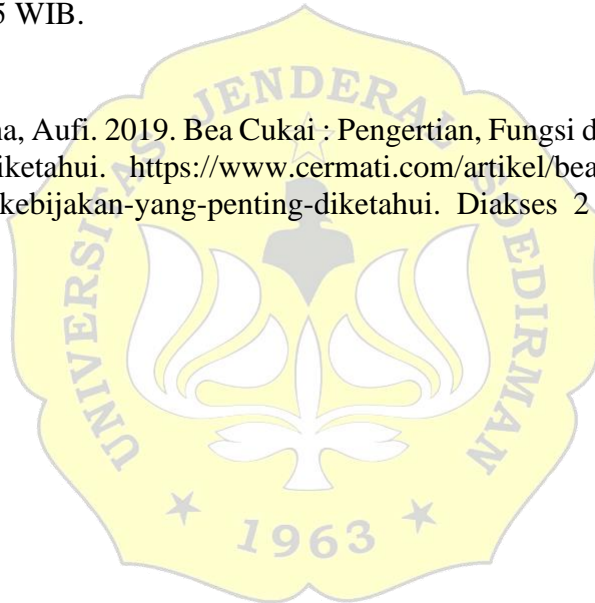 5 WIB.
na, Aufi. 2019. Bea Cukai : Pengertian, Fungsi d
iketahui. https://www.cermati.com/artikel/bea
kebijakan-yang-penting-diketahui. Diakses 2
UNIVERSITAS JENDERAL SOEDIRMAN
1963